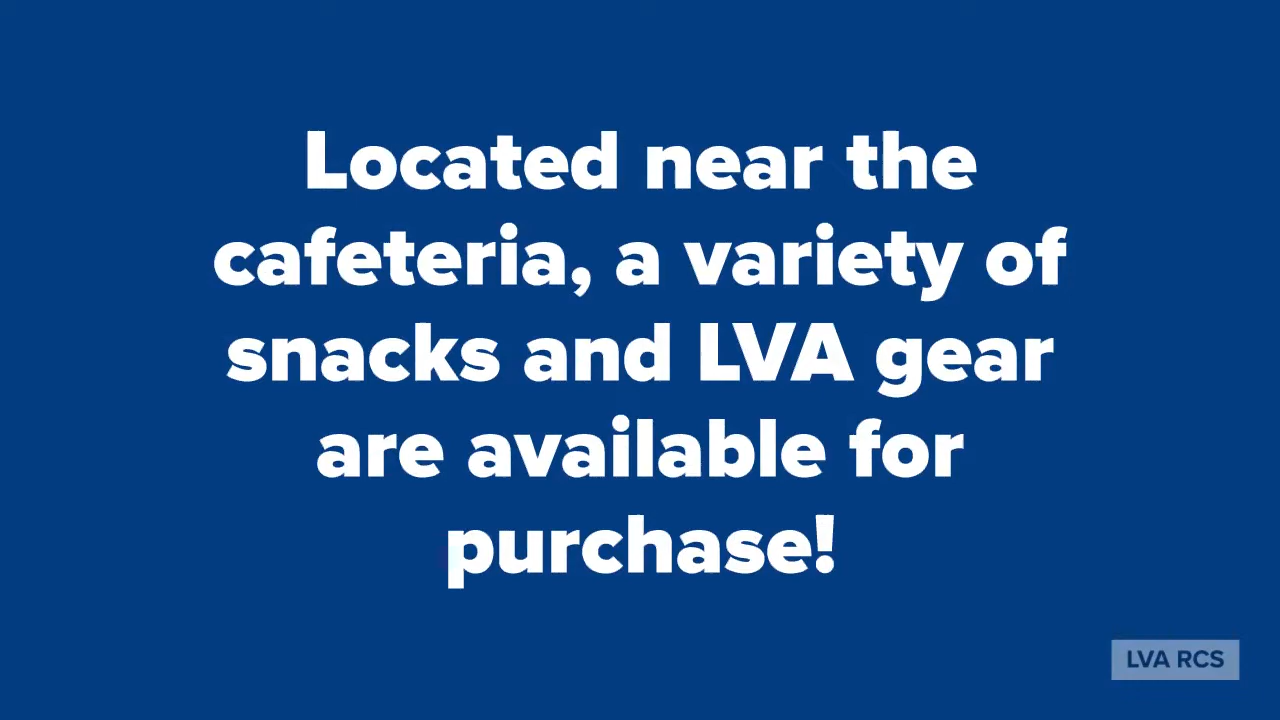 Located near the
cafeteria, a variety of
snacks and LVA gear
are available for
purchase!
LVA RCS